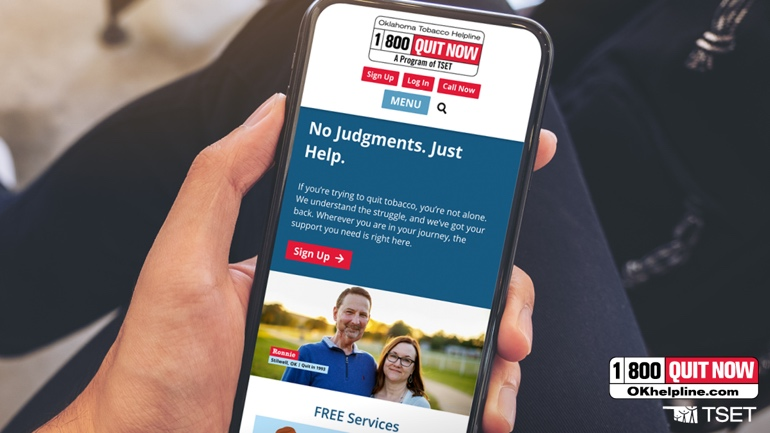 Oklahoma Tobacco Helpline
1 800 QUIT NOW
A Program of TSET
Sign Up Log In Call Now
MENU
No Judgments. Just
Help.
If you're trying to quit tobacco, you're not alone.
We understand the struggle, and we've got your
back. Wherever you are in your journey, the
support you need is right here.
Sign Up →
Ronnie
Stilwell, OK | Quit in 1993
FREE Services
1 800 QUIT NOW
OKhelpline.com
TSET